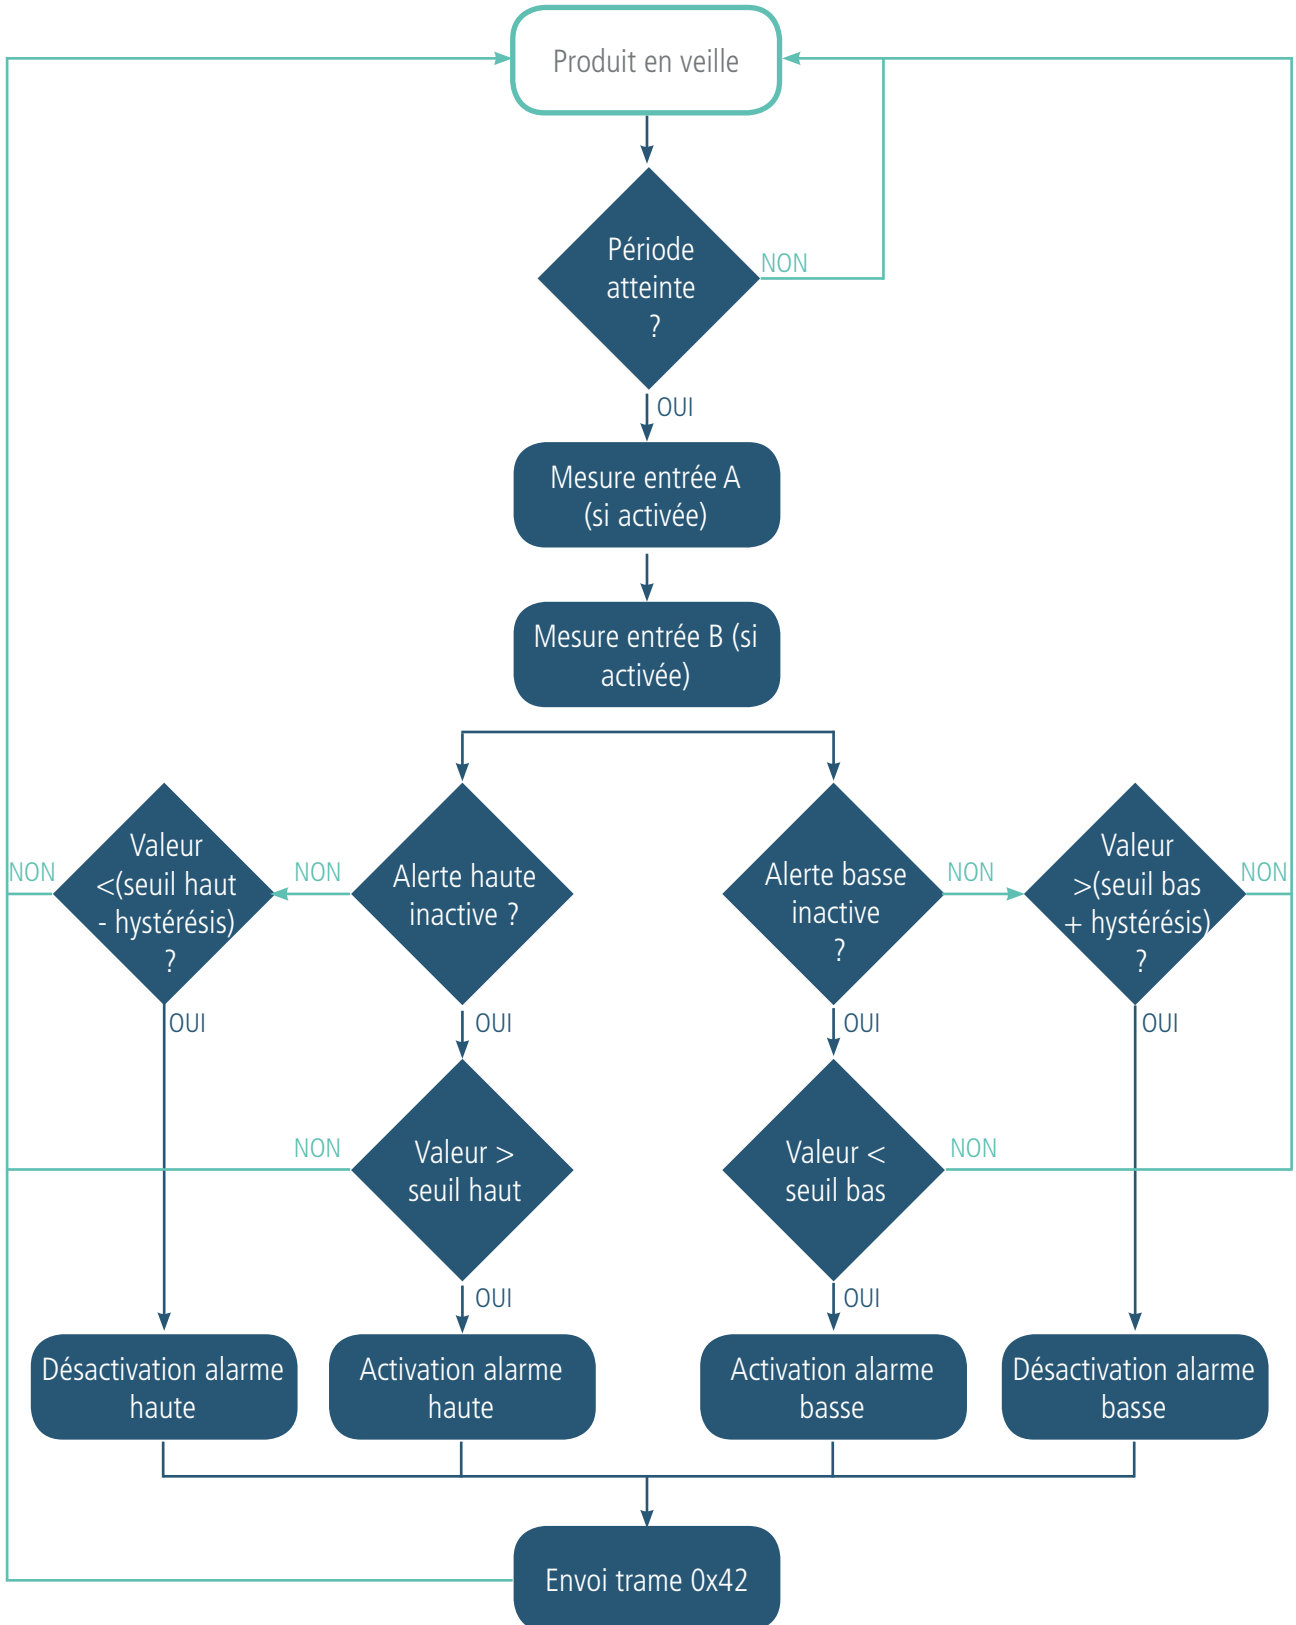 Produit en veille
Période
atteinte
?
NON
OUI
Mesure entrée A
(si activée)
Mesure entrée B (si
activée)
Valeur
<(seuil haut
- hystérésis)
?
NON
NON
Alerte haute
inactive ?
Alerte basse
inactive
?
NON
Valeur
>(seuil bas
+ hystérésis)
?
NON
OUI
OUI
OUI
OUI
NON
Valeur >
seuil haut
Valeur <
seuil bas
NON
OUI
OUI
Désactivation alarme
haute
Activation alarme
haute
Activation alarme
basse
Désactivation alarme
basse
Envoi trame 0x42